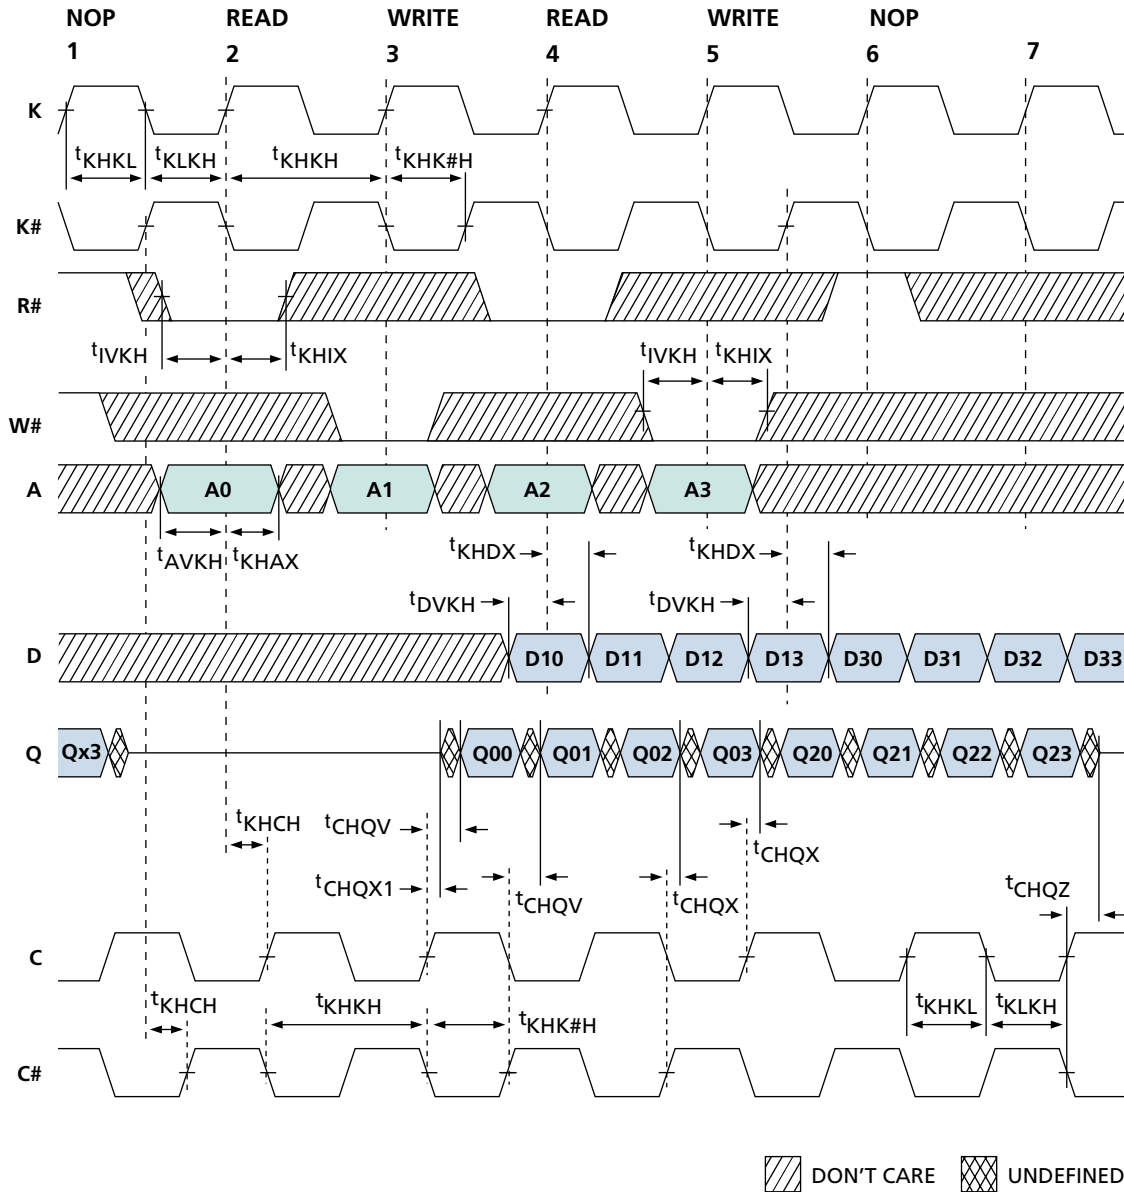 NOP READ WRITE READ WRITE NOP
1 2 3 4 5 6 7
K
tKHKL tKLKH tKHKH tKHK#H
K#
R#
tIVKH tKHIX tIVKH tKHIX
W#
A A0 A1 A2 A3
tAVKH tKHAX tKHDX tKHDX
tDVKH tDVKH
D D10 D11 D12 D13 D30 D31 D32 D33
Q Qx3 Q00 Q01 Q02 Q03 Q20 Q21 Q22 Q23
tKHCH tCHQV
tCHQX
tCHQX1 tCHQV tCHQX tCHQZ
C
tKHCH tKHKH tKHK#H tKHKL tKLKH
C#
DON'T CARE UNDEFINED